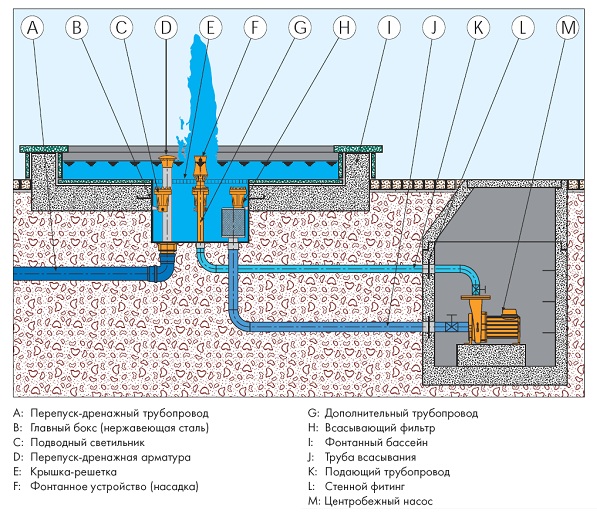 A B C D E F G H I J K L M
A: Перепуск-дренажный трубопровод
B: Главный бокс (нержавеющая сталь)
C: Подводный светильник
D: Перепуск-дренажная арматура
E: Крышка-решетка
F: Фонтанное устройство (насадка)
G: Дополнительный трубопровод
H: Всасывающий фильтр
I: Фонтанный бассейн
J: Труба всасывания
K: Подающий трубопровод
L: Стенной фитинг
M: Центробежный насос